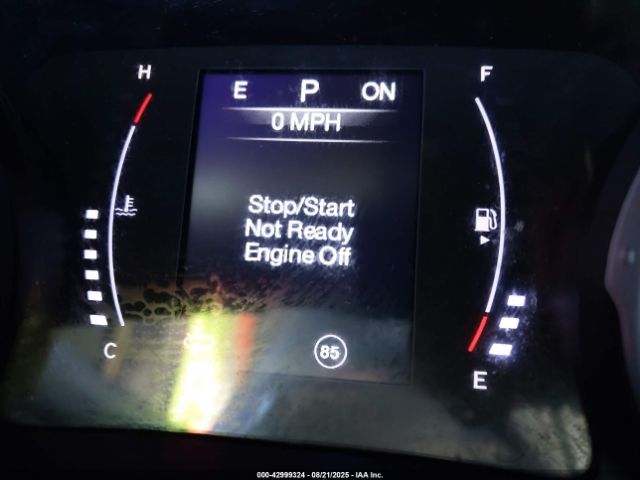 H
F
E P ON
0 MPH
Stop/Start
Not Ready
Engine Off
85
C
E
000-42999324 - 08/21/2025 - IAA Inc.